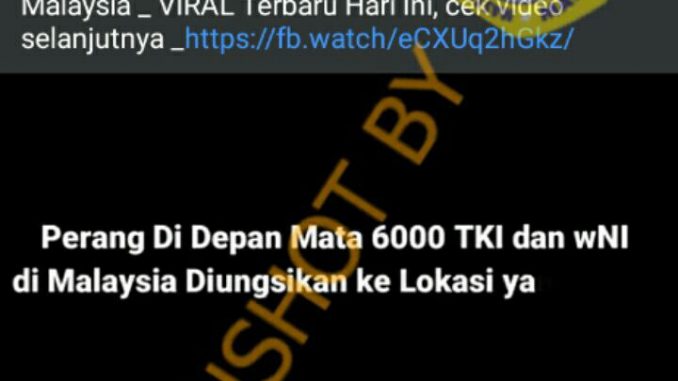 Malaysia _ VIRAL Terbaru Hari Ini, cek video
selanjutnya _https://fb.watch/eCXUq2hGkz/
Perang Di Depan Mata 6000 TKI dan wNI
di Malaysia Diungsikan ke Lokasi ya
SHOT BY